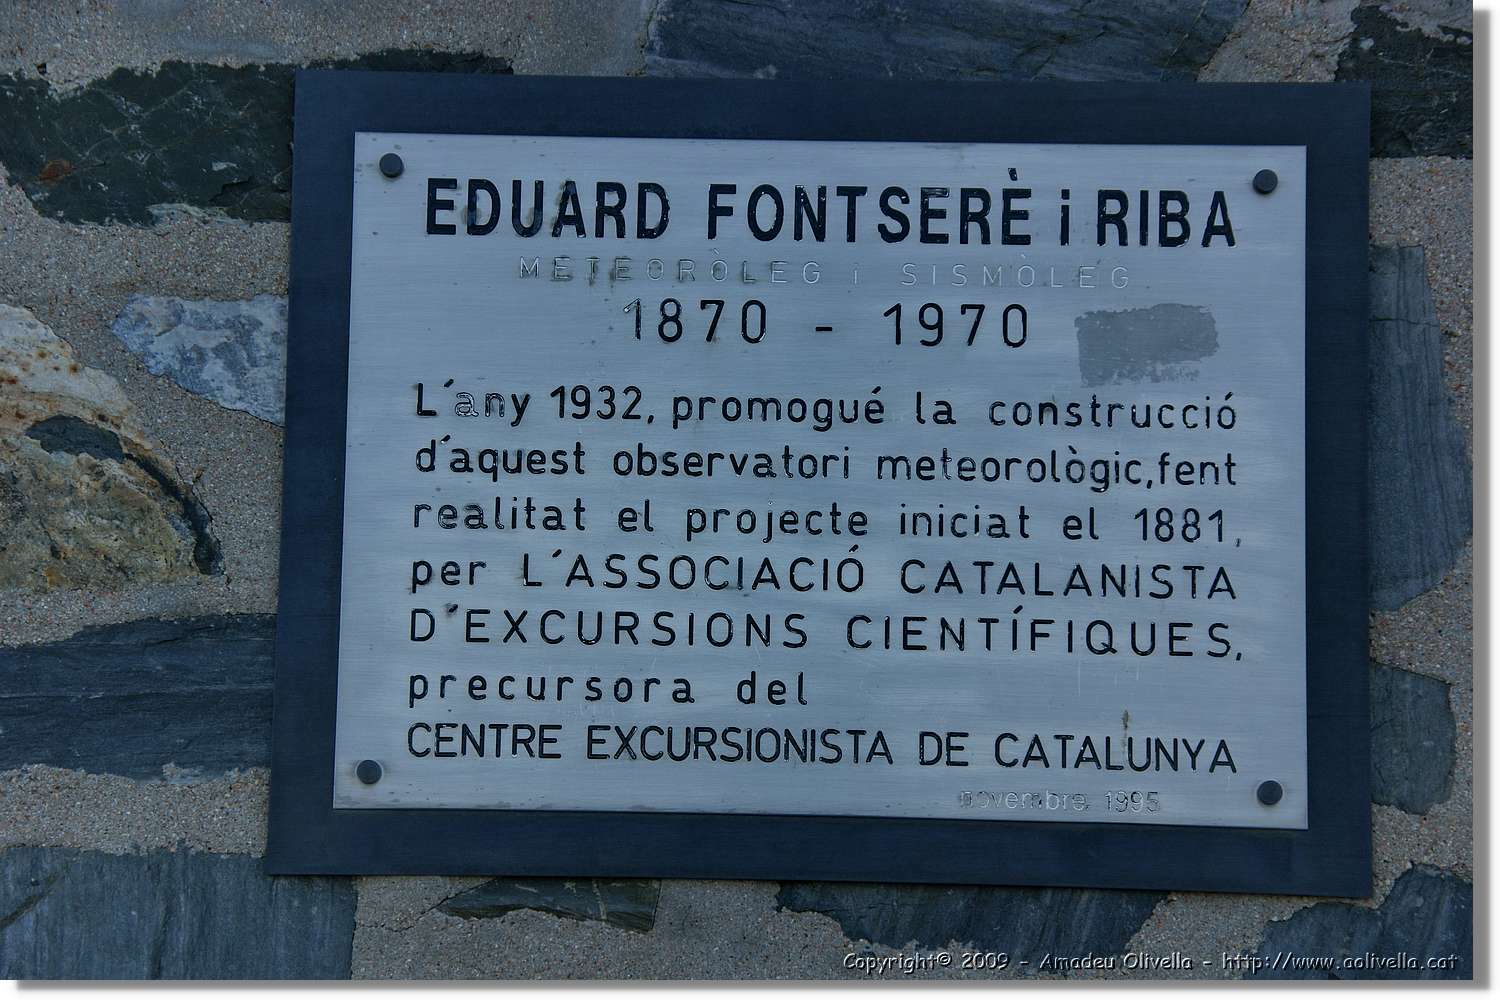 EDUARD FONTSERÈ i RIBA
METEORÒLEG i SISMÒLEG
1870 - 1970
L´any 1932, promogué la construcció
d´aquest observatori meteorològic, fent
realitat el projecte iniciat el 1881,
per L´ASSOCIACIÓ CATALANISTA
D´EXCURSIONS CIENTÍFIQUES,
precursora del
CENTRE EXCURSIONISTA DE CATALUNYA
novembre 1995
Copyright© 2009 - Amadeu Olivella - http://www.aolivella.cat